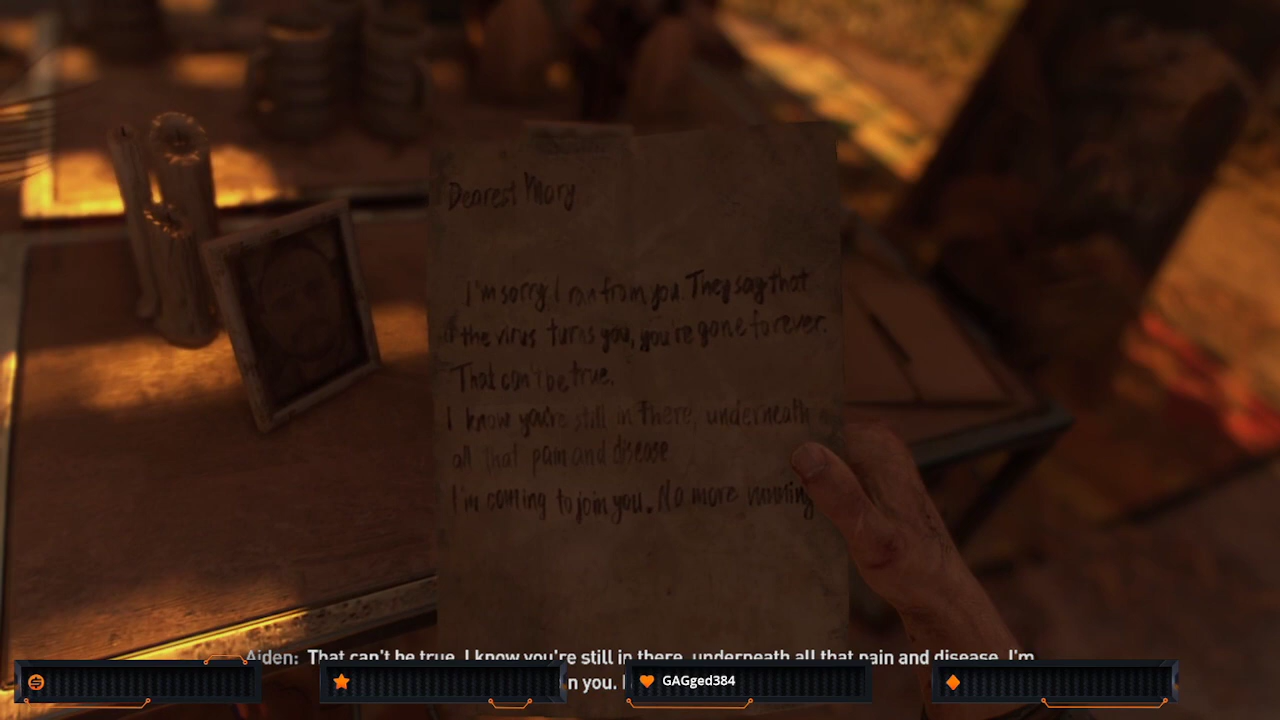 Dearest Mary
I'm sorry I ran from you. They say that
if the virus turns you, you're gone forever.
That can't be true.
I know you're still in there, underneath
all that pain and disease
I'm coming to join you. No more running
Aiden: That can't be true. I know you're still in there, underneath all that pain and disease. I'm
n you.
GAGged384